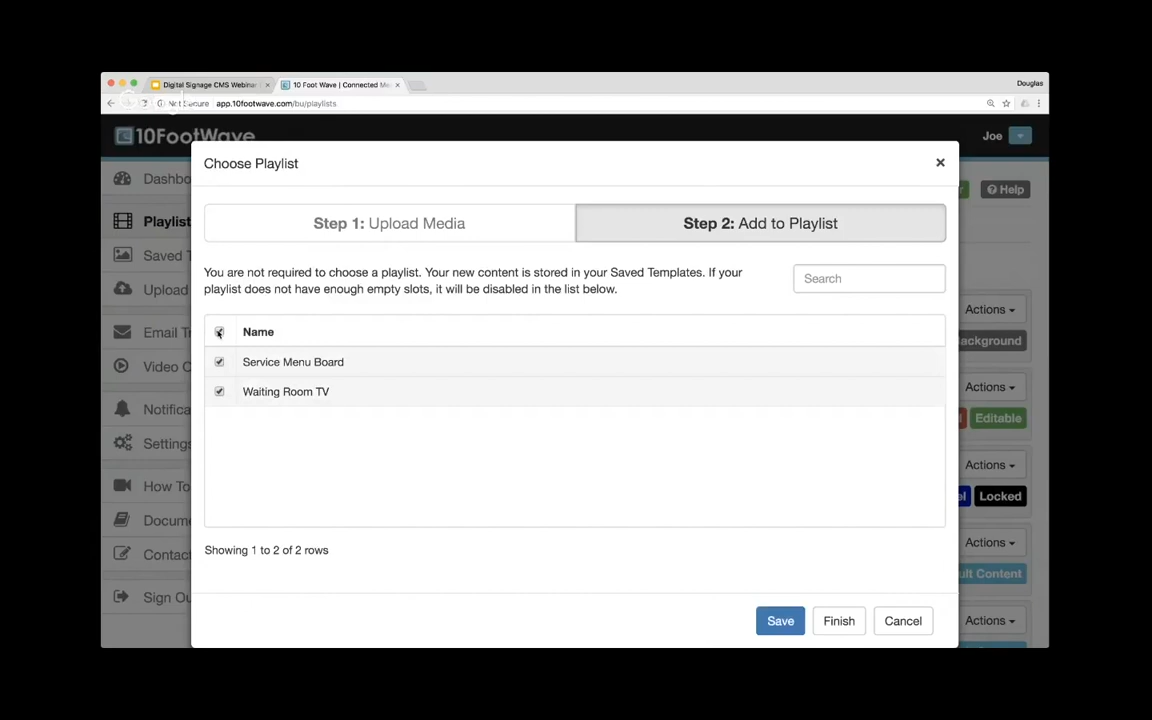 Digital Signage CMS Webinar
10 Foot Wave | Connected Me
Douglas
Not Secure
app.10footwave.com/bu/playlists
10FootWave
Joe
Choose Playlist
Dashbo
Help
Step 1: Upload Media
Step 2: Add to Playlist
Playlist
Saved T
You are not required to choose a playlist. Your new content is stored in your Saved Templates. If your
playlist does not have enough empty slots, it will be disabled in the list below.
Search
Upload
Actions
Email Tr
Name
ackground
Video C
Service Menu Board
Waiting Room TV
Actions
Notifica
Editable
Settings
Actions
How To
Locked
Docume
Contact
Showing 1 to 2 of 2 rows
Actions
ult Content
Sign Ou
Save
Finish
Cancel
Actions